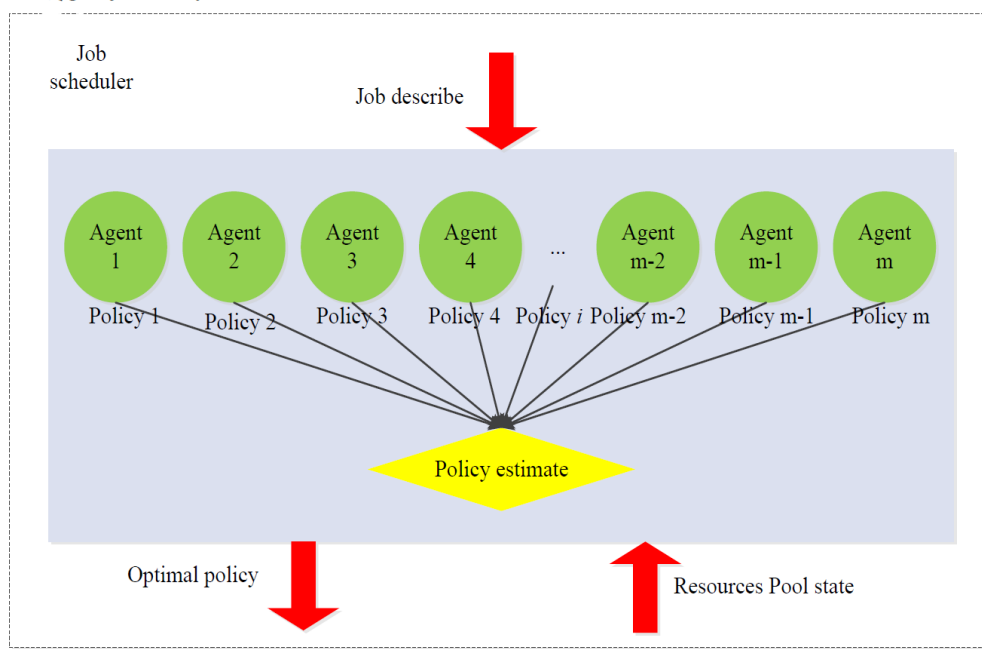 Job
scheduler
Job describe
Agent
1
Agent
2
Agent
3
Agent
4
...
Agent
m-2
Agent
m-1
Agent
m
Policy 1
Policy 2
Policy 3
Policy 4
Policy i
Policy m-2
Policy m-1
Policy m
Policy estimate
Optimal policy
Resources Pool state